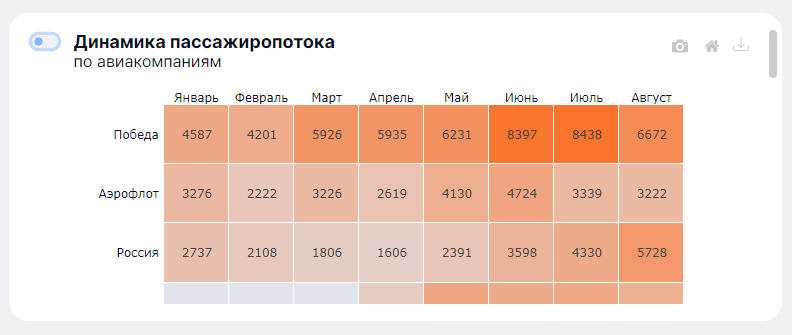 Динамика пассажиропотока
по авиакомпаниям
Январь Февраль Март Апрель Май Июнь Июль Август
Победа 4587 4201 5926 5935 6231 8397 8438 6672
Аэрофлот 3276 2222 3226 2619 4130 4724 3339 3222
Россия 2737 2108 1806 1606 2391 3598 4330 5728